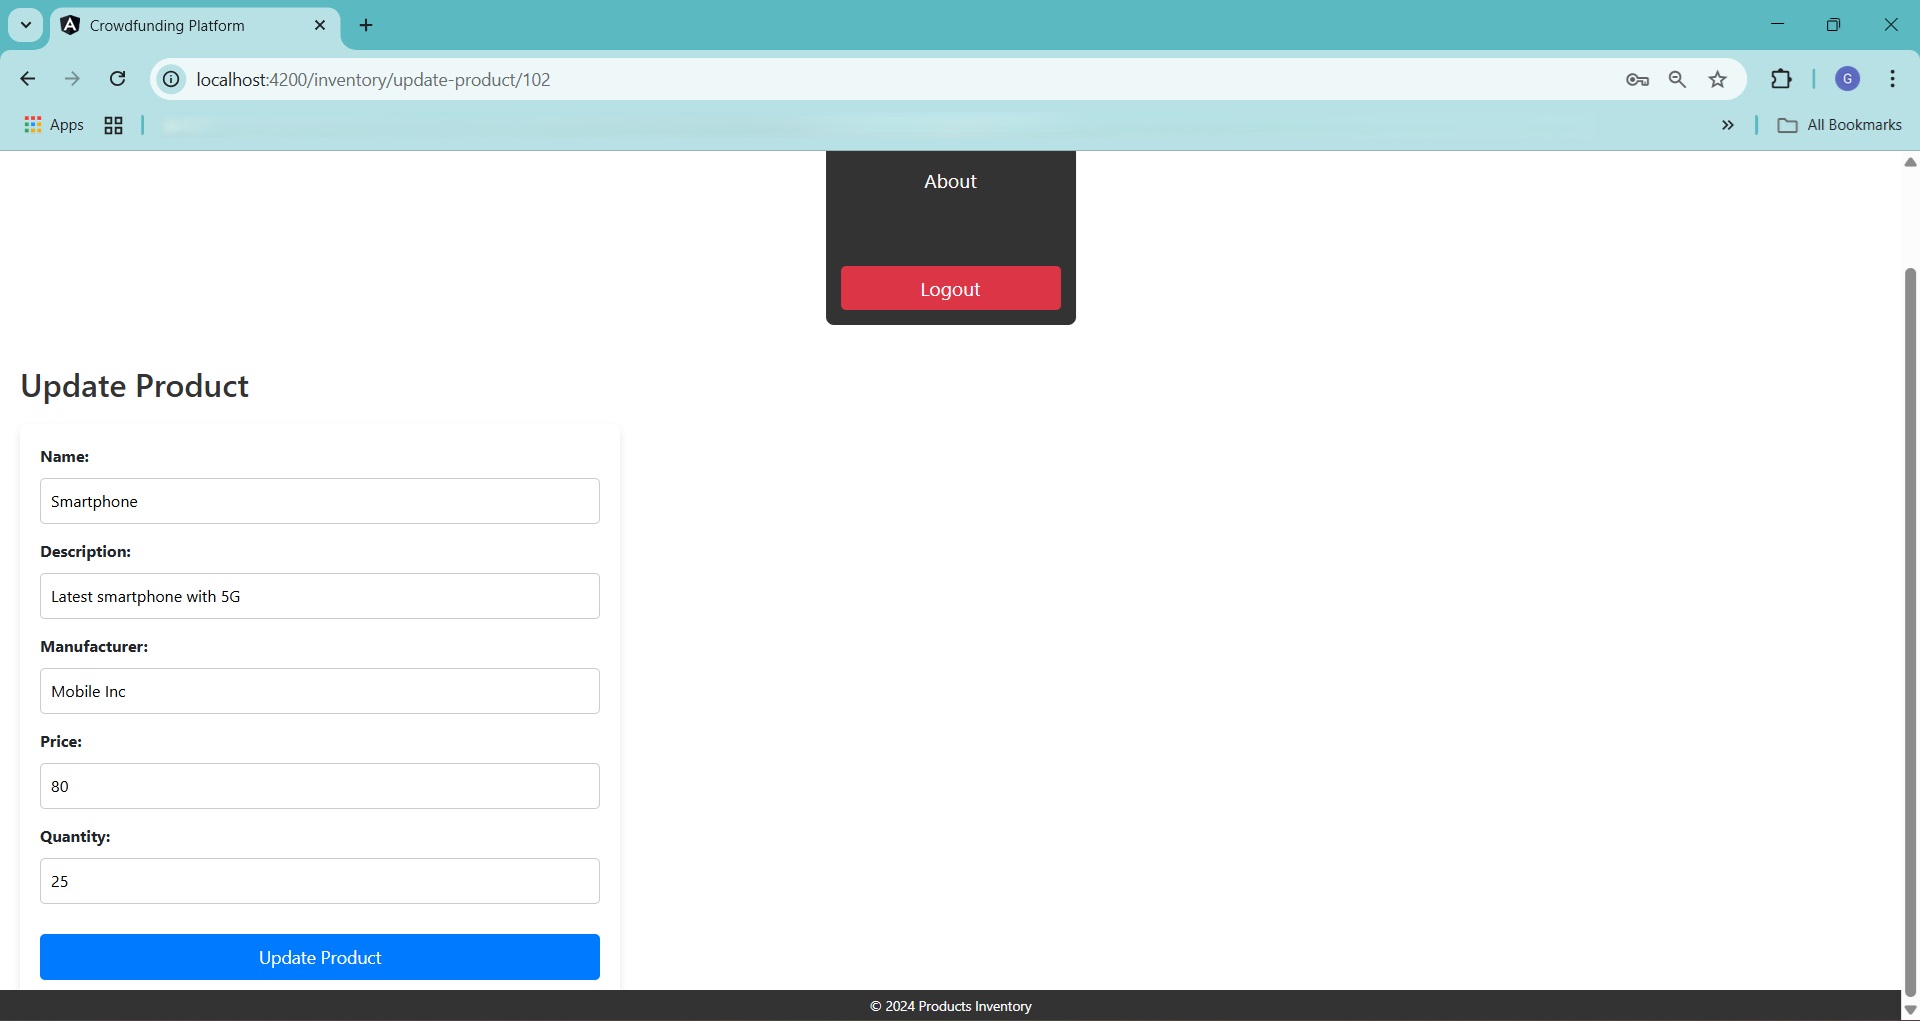 Crowdfunding Platform
localhost:4200/inventory/update-product/102
G
Apps
All Bookmarks
About
Logout
Update Product
Name:
Smartphone
Description:
Latest smartphone with 5G
Manufacturer:
Mobile Inc
Price:
80
Quantity:
25
Update Product
© 2024 Products Inventory